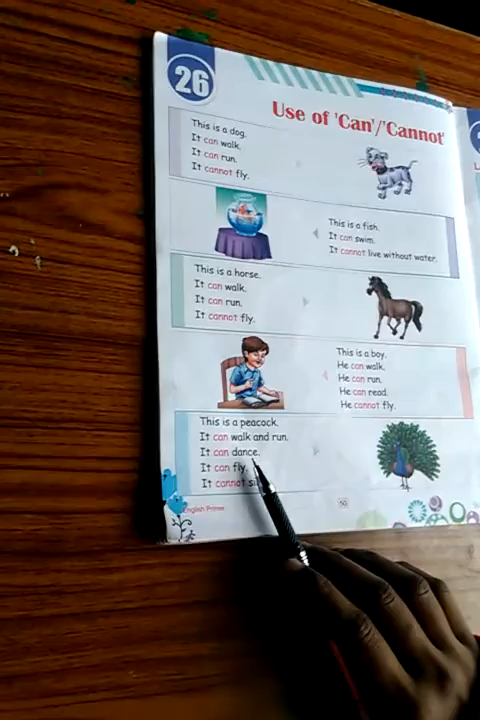 26
Use of 'Can'/'Cannot'
This is a dog.
It can walk.
It can run.
It cannot fly.
This is a fish.
It can swim.
It cannot live without water.
This is a horse.
It can walk.
It can run.
It cannot fly.
This is a boy.
He can walk.
He can run.
He can read.
He cannot fly.
This is a peacock.
It can walk and run.
It can dance.
It can fly.
It cannot
English Primer
50